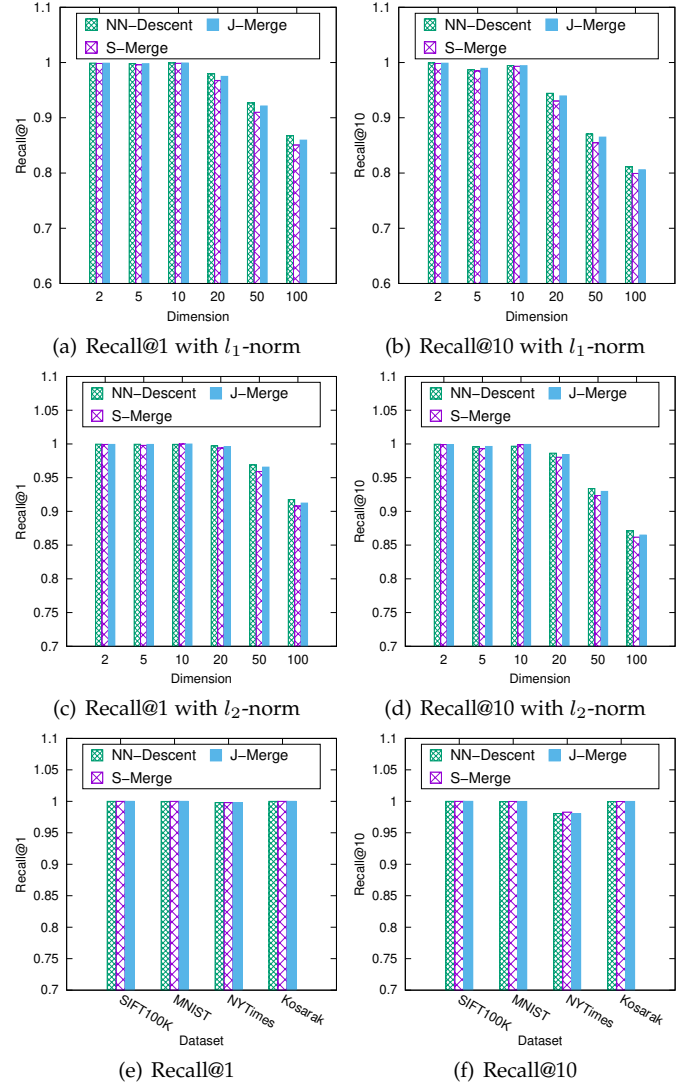 1.1
1
0.9
0.8
0.7
0.6
Recall@1
NN-Descent
J-Merge
S-Merge
2 5 10 20 50 100
Dimension
(a) Recall@1 with l₁-norm
1.1
1
0.9
0.8
0.7
0.6
Recall@10
NN-Descent
J-Merge
S-Merge
2 5 10 20 50 100
Dimension
(b) Recall@10 with l₁-norm
1.1
1.05
1
0.95
0.9
0.85
0.8
0.75
0.7
Recall@1
NN-Descent
J-Merge
S-Merge
2 5 10 20 50 100
Dimension
(c) Recall@1 with l₂-norm
1.1
1.05
1
0.95
0.9
0.85
0.8
0.75
0.7
Recall@10
NN-Descent
J-Merge
S-Merge
2 5 10 20 50 100
Dimension
(d) Recall@10 with l₂-norm
1.1
1.05
1
0.95
0.9
0.85
0.8
0.75
0.7
Recall@1
NN-Descent
J-Merge
S-Merge
SIFT100K MNIST NYTimes Kosarak
Dataset
(e) Recall@1
1.1
1.05
1
0.95
0.9
0.85
0.8
0.75
0.7
Recall@10
NN-Descent
J-Merge
S-Merge
SIFT100K MNIST NYTimes Kosarak
Dataset
(f) Recall@10